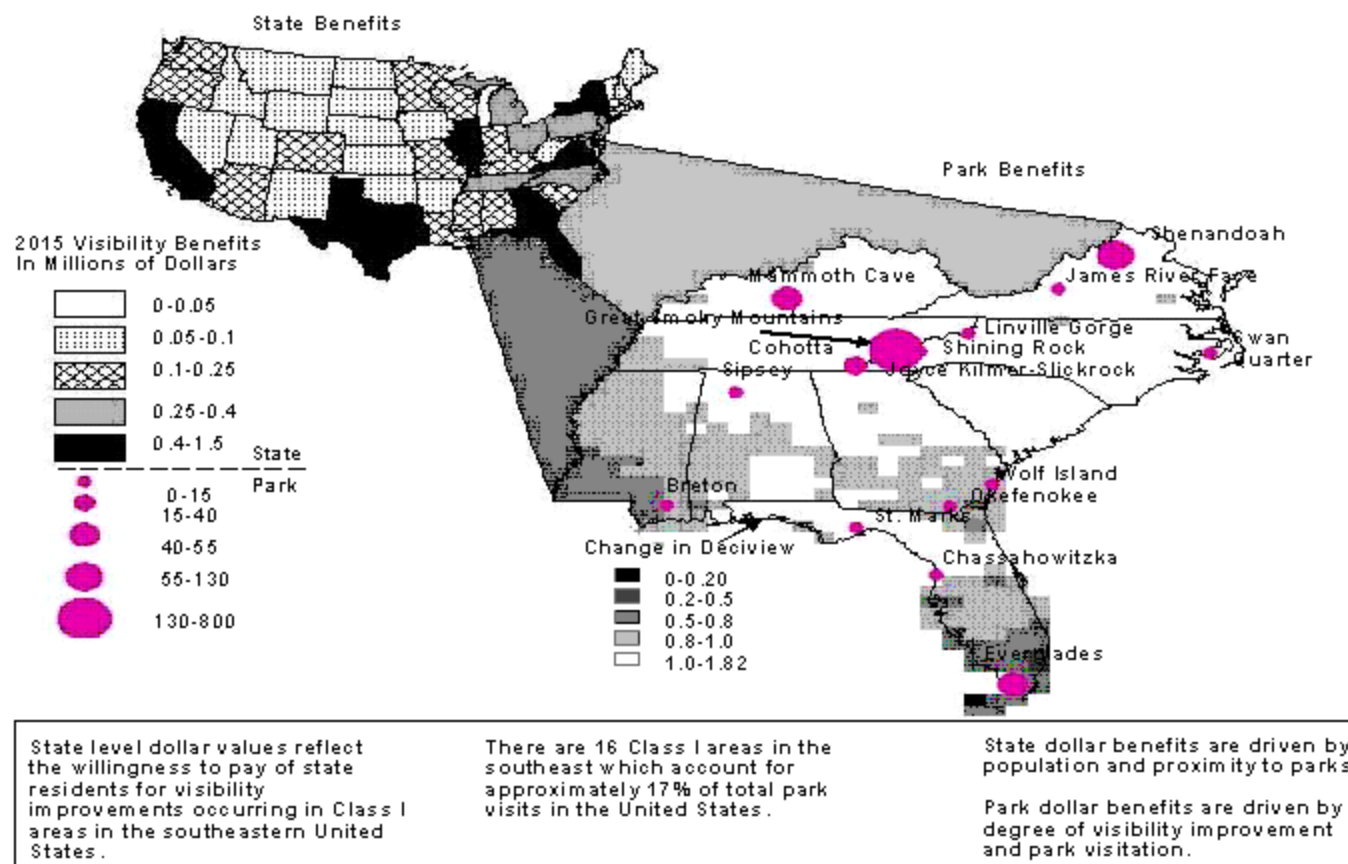 State Benefits
Park Benefits
2015 Visibility Benefits
In Millions of Dollars
0-0.05
0.05-0.1
0.1-0.25
0.25-0.4
0.4-1.5
State
Park
0-15
15-40
40-55
55-130
130-800
Shenandoah
Mammoth Cave
James River Face
Great Smoky Mountains
Linville Gorge
Swan
Quarter
Cohotta
Shining Rock
Sipsey
Joyce Kilmer-Slickrock
Wolf Island
Breton
Okefenokee
St. Marks
Chassahowitzka
Everglades
Change in Deciview
0-0.20
0.2-0.5
0.5-0.8
0.8-1.0
1.0-1.82
State level dollar values reflect
the willingness to pay of state
residents for visibility
improvements occurring in Class I
areas in the southeastern United
States.
There are 16 Class I areas in the
southeast which account for
approximately 17% of total park
visits in the United States.
State dollar benefits are driven by
population and proximity to parks
Park dollar benefits are driven by
degree of visibility improvement
and park visitation.